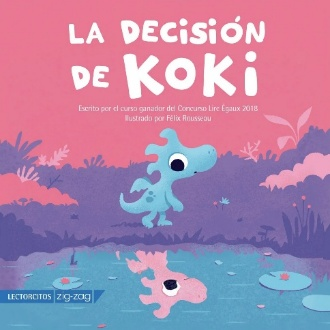 LA DECISIÓN
DE KOKI
Escrito por el curso ganador del Concurso Lire Égaux 2018.
Ilustrado por Félix Rousseau
LECTORCITOS zig-zag